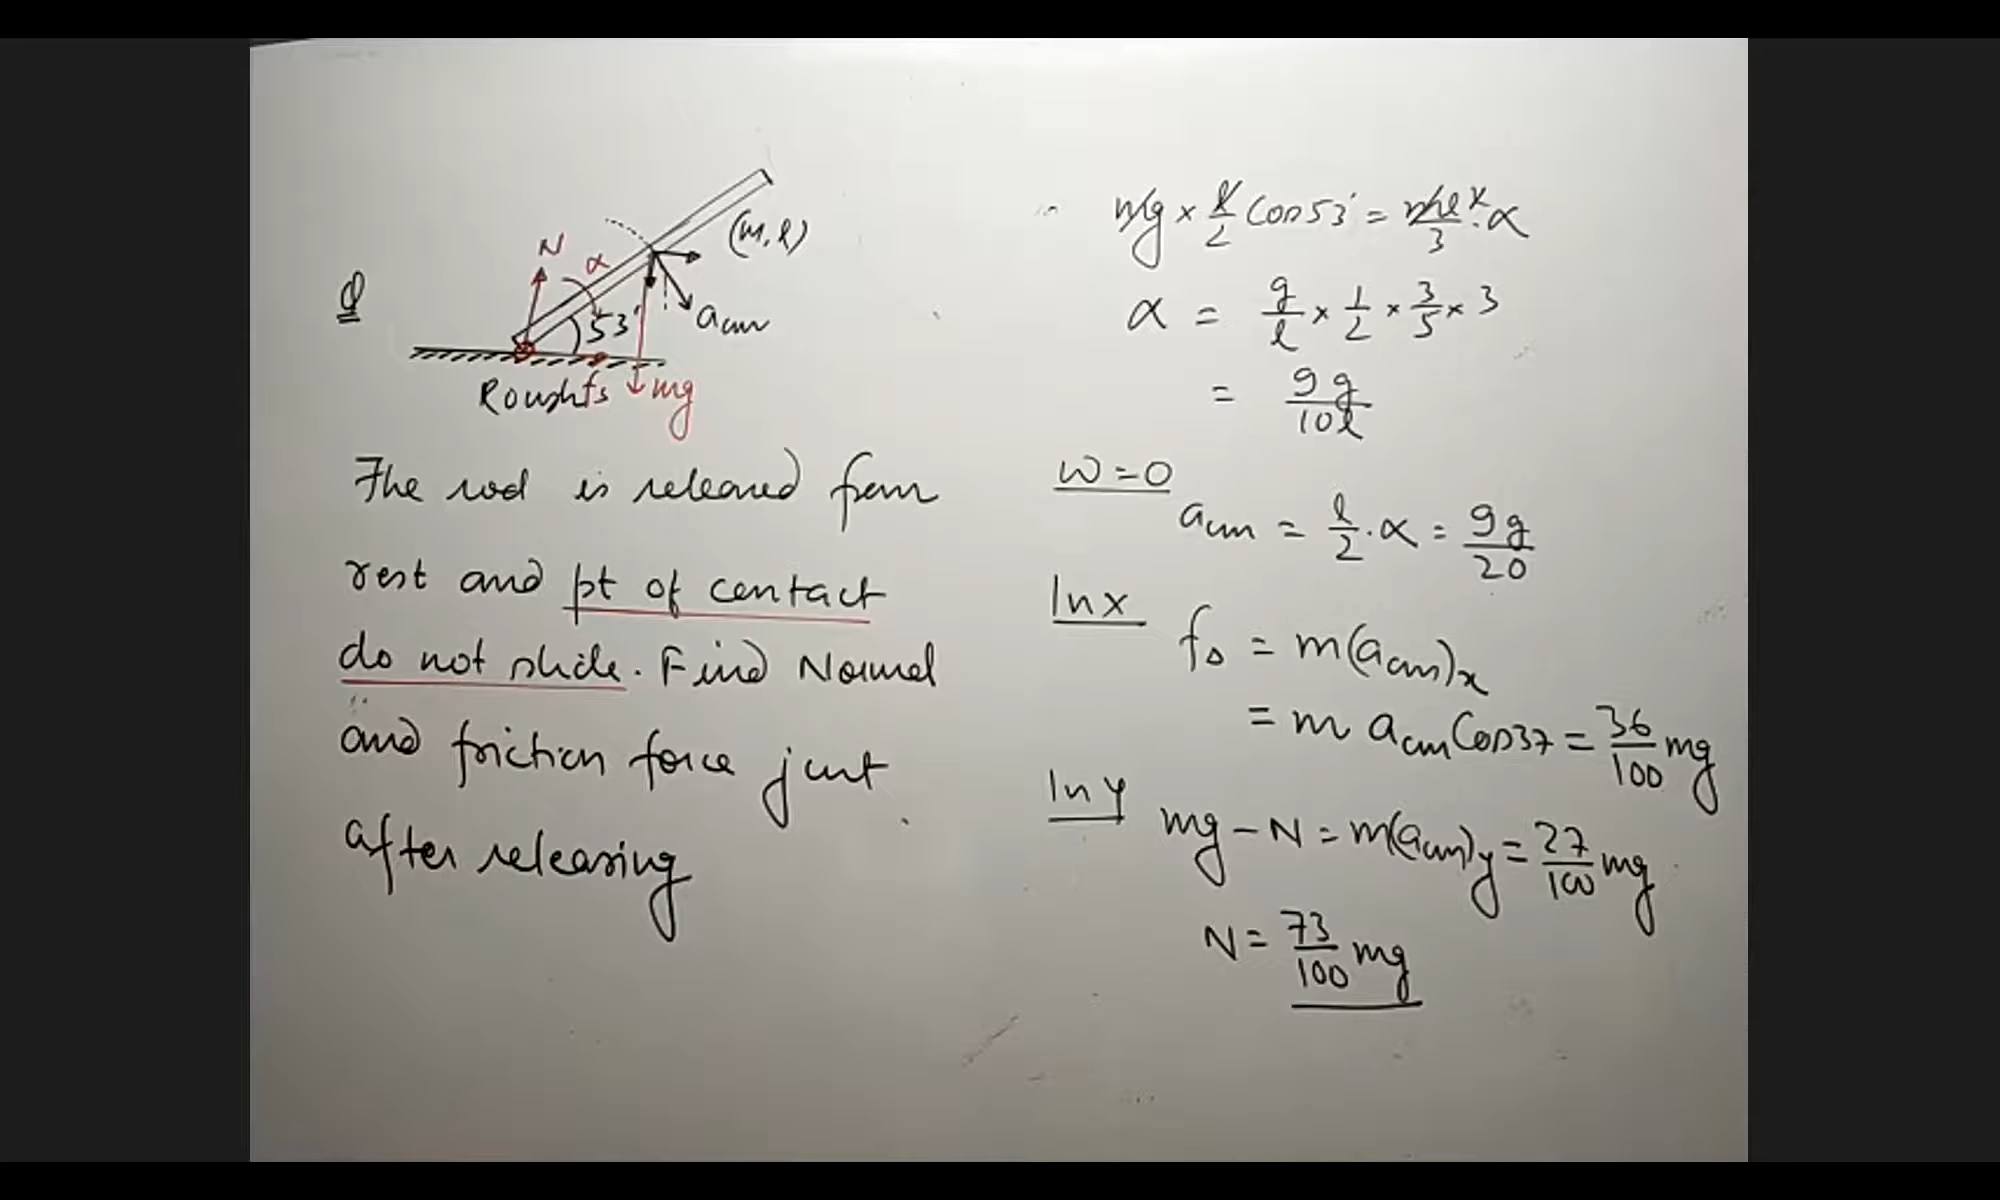 Q
N
α
53°
(m, l)
a_cm
Rough
fs
mg
The rod is released from
rest and pt of contact
do not slide. Find Normal
and friction force just
after releasing
mg × l/2 Cos 53° = ml²/3 · α
α = g/l × 1/2 × 3/5 × 3
= 9g/10l
ω = 0
a_cm = l/2 · α = 9g/20
In x
fs = m(a_cm)x
= m a_cm Cos37 = 36/100 mg
In y
mg − N = m(a_cm)y = 27/100 mg
N = 73/100 mg